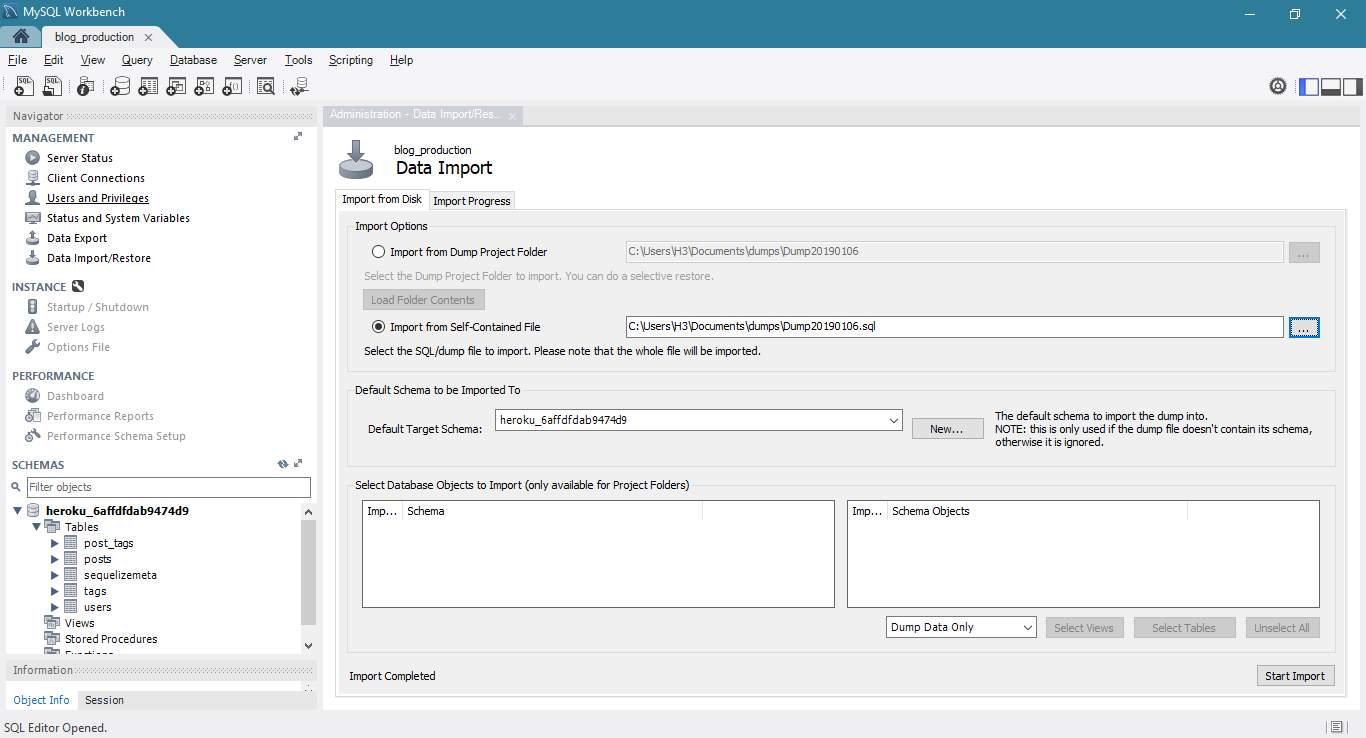 MySQL Workbench
blog_production
File Edit View Query Database Server Tools Scripting Help
SQL SQL
Navigator
MANAGEMENT
Server Status
Client Connections
Users and Privileges
Status and System Variables
Data Export
Data Import/Restore
INSTANCE
Startup / Shutdown
Server Logs
Options File
PERFORMANCE
Dashboard
Performance Reports
Performance Schema Setup
SCHEMAS
Filter objects
heroku_6affdfdab9474d9
Tables
post_tags
posts
sequelizemeta
tags
users
Views
Stored Procedures
Functions
Information
Object Info Session
SQL Editor Opened.
Administration - Data Import/Res...
blog_production
Data Import
Import from Disk Import Progress
Import Options
Import from Dump Project Folder C:\Users\H3\Documents\dumps\Dump20190106 ...
Select the Dump Project Folder to import. You can do a selective restore.
Load Folder Contents
Import from Self-Contained File C:\Users\H3\Documents\dumps\Dump20190106.sql ...
Select the SQL/dump file to import. Please note that the whole file will be imported.
Default Schema to be Imported To
Default Target Schema: heroku_6affdfdab9474d9 New...
The default schema to import the dump into.
NOTE: this is only used if the dump file doesn't contain its schema,
otherwise it is ignored.
Select Database Objects to Import (only available for Project Folders)
Imp... Schema
Imp... Schema Objects
Dump Data Only Select Views Select Tables Unselect All
Import Completed Start Import